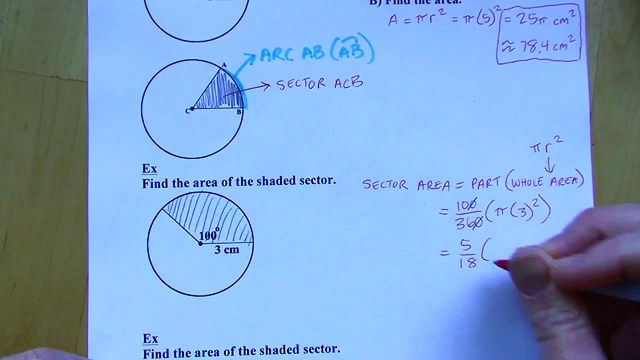 B) Find the area.
A = πr² = π(5)² = 25π cm²
≈ 78.4 cm²
ARC AB (AB)
SECTOR ACB
A
C
B
Ex
Find the area of the shaded sector.
100°
3 cm
πr²
SECTOR AREA = PART (WHOLE AREA)
= 100/360 (π(3)²)
= 5/18 (
Ex
Find the area of the shaded sector.